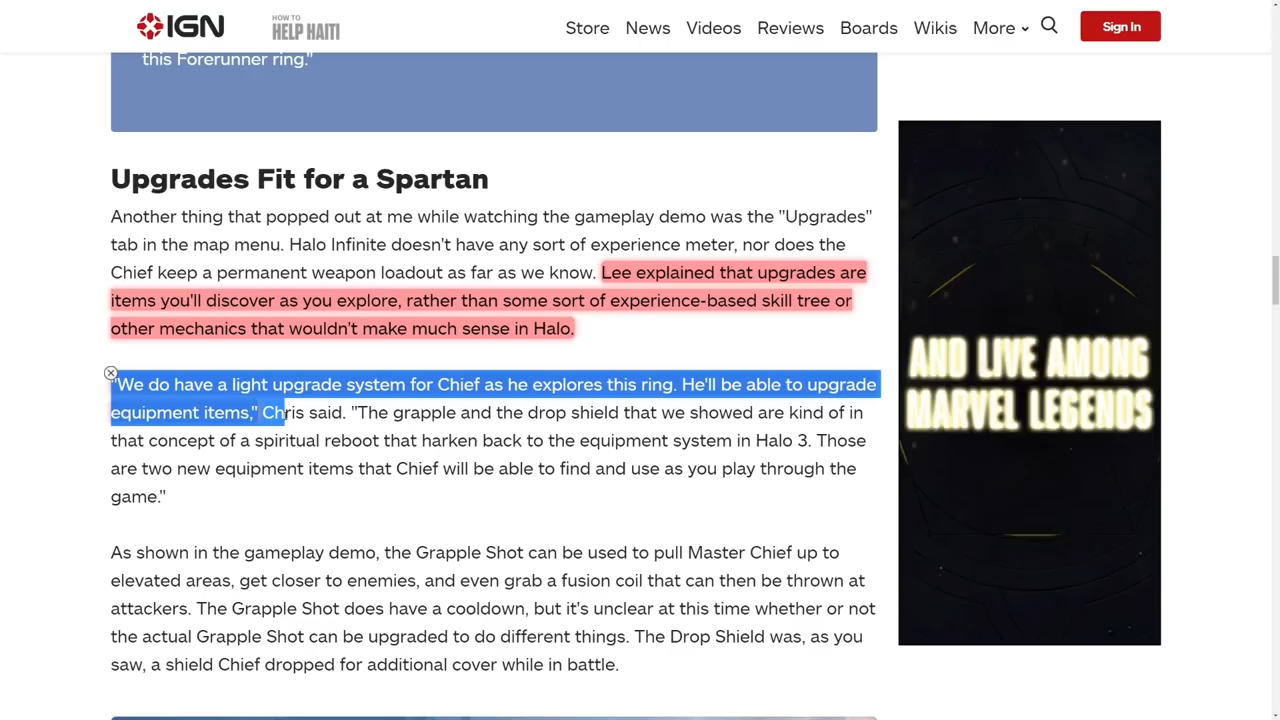 IGN
HOW TO
HELP HAITI
Store News Videos Reviews Boards Wikis More Sign In
this Forerunner ring."
Upgrades Fit for a Spartan
Another thing that popped out at me while watching the gameplay demo was the "Upgrades"
tab in the map menu. Halo Infinite doesn't have any sort of experience meter, nor does the
Chief keep a permanent weapon loadout as far as we know. Lee explained that upgrades are
items you'll discover as you explore, rather than some sort of experience-based skill tree or
other mechanics that wouldn't make much sense in Halo.
"We do have a light upgrade system for Chief as he explores this ring. He'll be able to upgrade
equipment items," Chris said. "The grapple and the drop shield that we showed are kind of in
that concept of a spiritual reboot that harken back to the equipment system in Halo 3. Those
are two new equipment items that Chief will be able to find and use as you play through the
game."
As shown in the gameplay demo, the Grapple Shot can be used to pull Master Chief up to
elevated areas, get closer to enemies, and even grab a fusion coil that can then be thrown at
attackers. The Grapple Shot does have a cooldown, but it's unclear at this time whether or not
the actual Grapple Shot can be upgraded to do different things. The Drop Shield was, as you
saw, a shield Chief dropped for additional cover while in battle.
AND LIVE AMONG
MARVEL LEGENDS